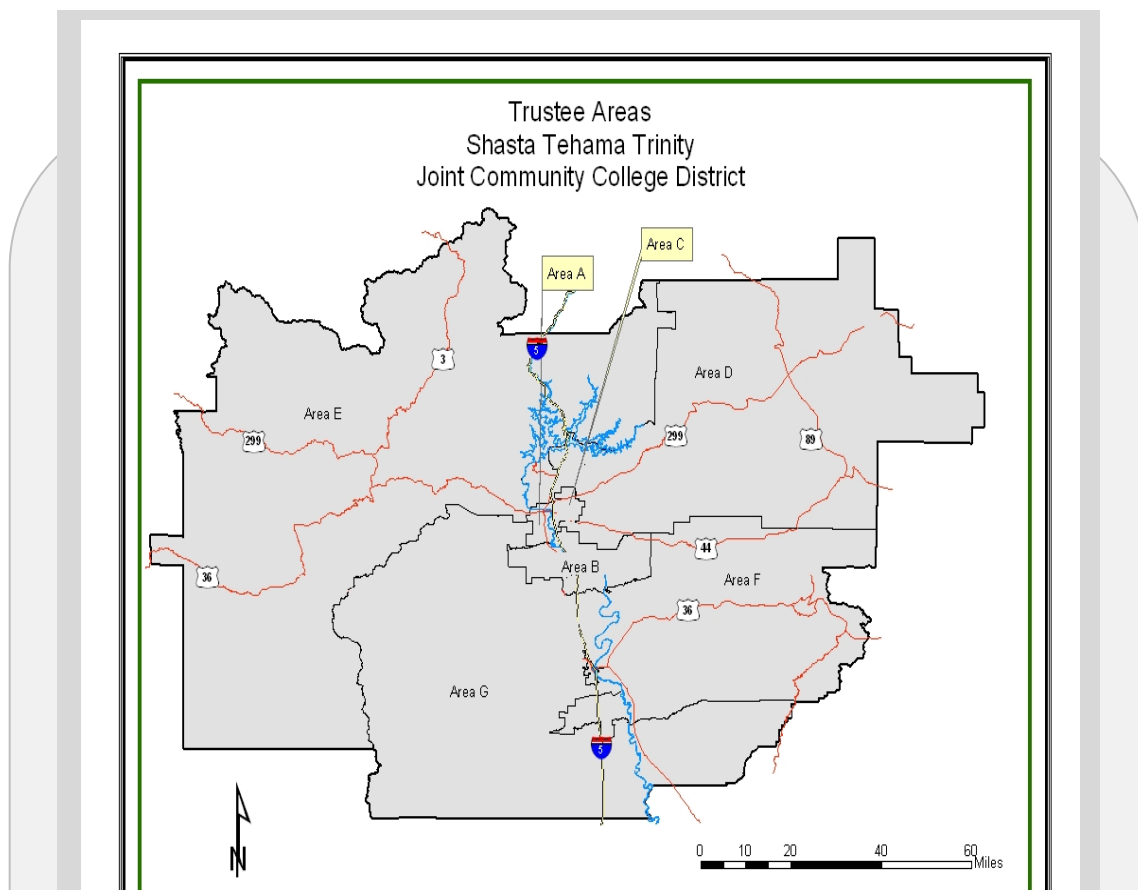 Trustee Areas
Shasta Tehama Trinity
Joint Community College District
Area C
Area A
5
3
Area D
Area E
299
299
89
44
Area B
36
Area F
36
Area G
5
N
0 10 20 40 60
Miles